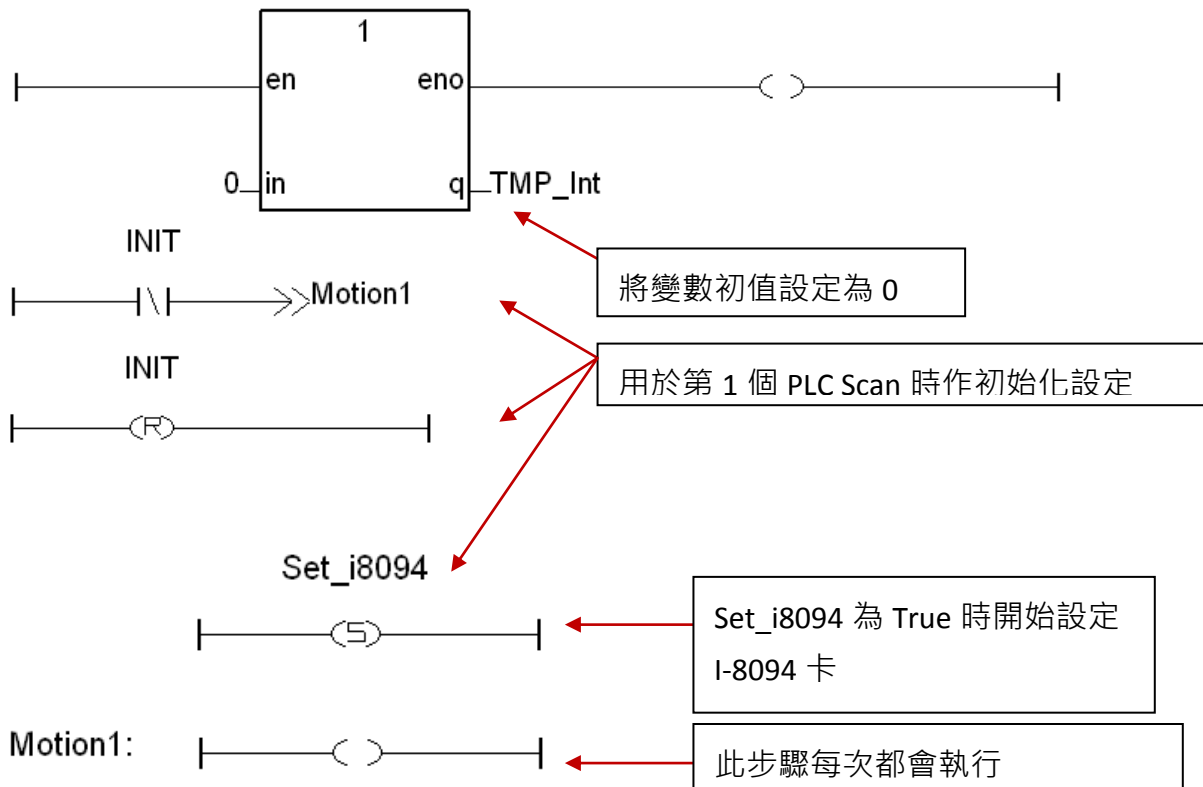 1
en eno
0 in q TMP_Int
INIT
將變數初值設定為 0
Motion1
INIT
用於第 1 個 PLC Scan 時作初始化設定
R
Set_i8094
S
Set_i8094 為 True 時開始設定
I-8094 卡
Motion1:
此步驟每次都會執行